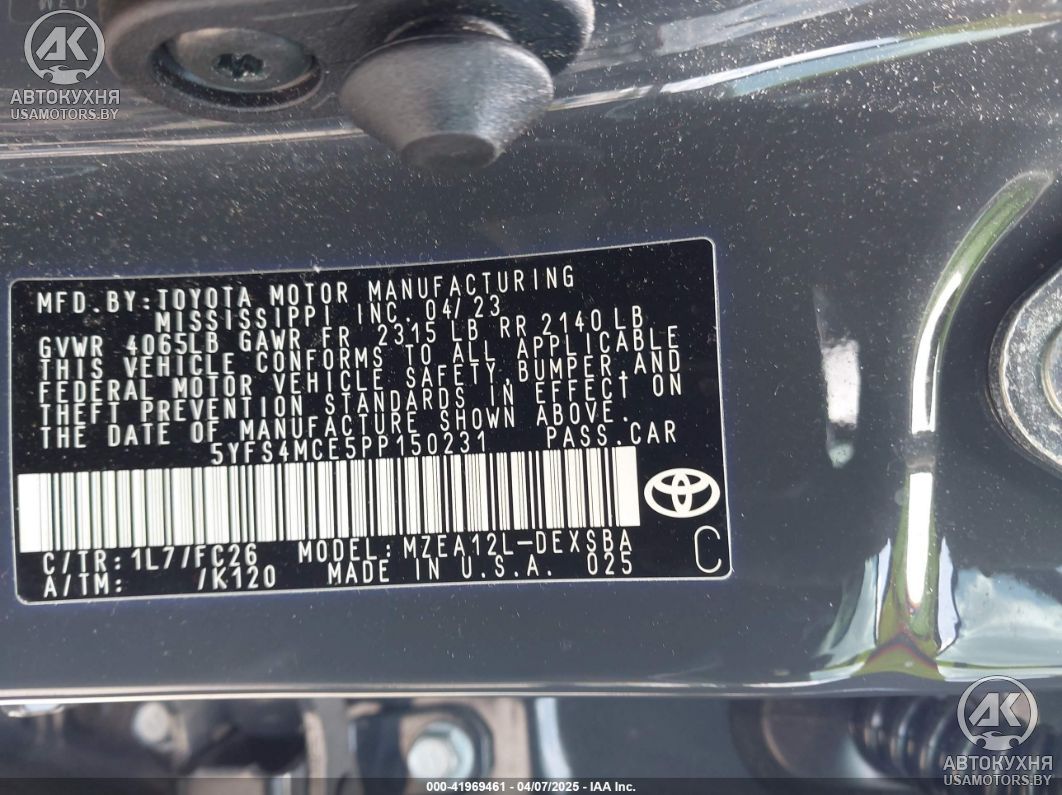 WED
АК
АВТОКУХНЯ
USAMOTORS.BY
MFD. BY: TOYOTA MOTOR MANUFACTURING
MISSISSIPPI INC. 04/23
GVWR 4065LB GAWR FR 2315 LB RR 2140 LB
THIS VEHICLE CONFORMS TO ALL APPLICABLE
FEDERAL MOTOR VEHICLE SAFETY, BUMPER, AND
THEFT PREVENTION STANDARDS IN EFFECT ON
THE DATE OF MANUFACTURE SHOWN ABOVE.
5YFS4MCE5PP150231 PASS.CAR
C/TR: 1L7/FC26 MODEL: MZEA12L-DEXSBA
A/TM: /K120 MADE IN U.S.A. 025
C
АК
АВТОКУХНЯ
USAMOTORS.BY
000-41969461 - 04/07/2025 - IAA Inc.